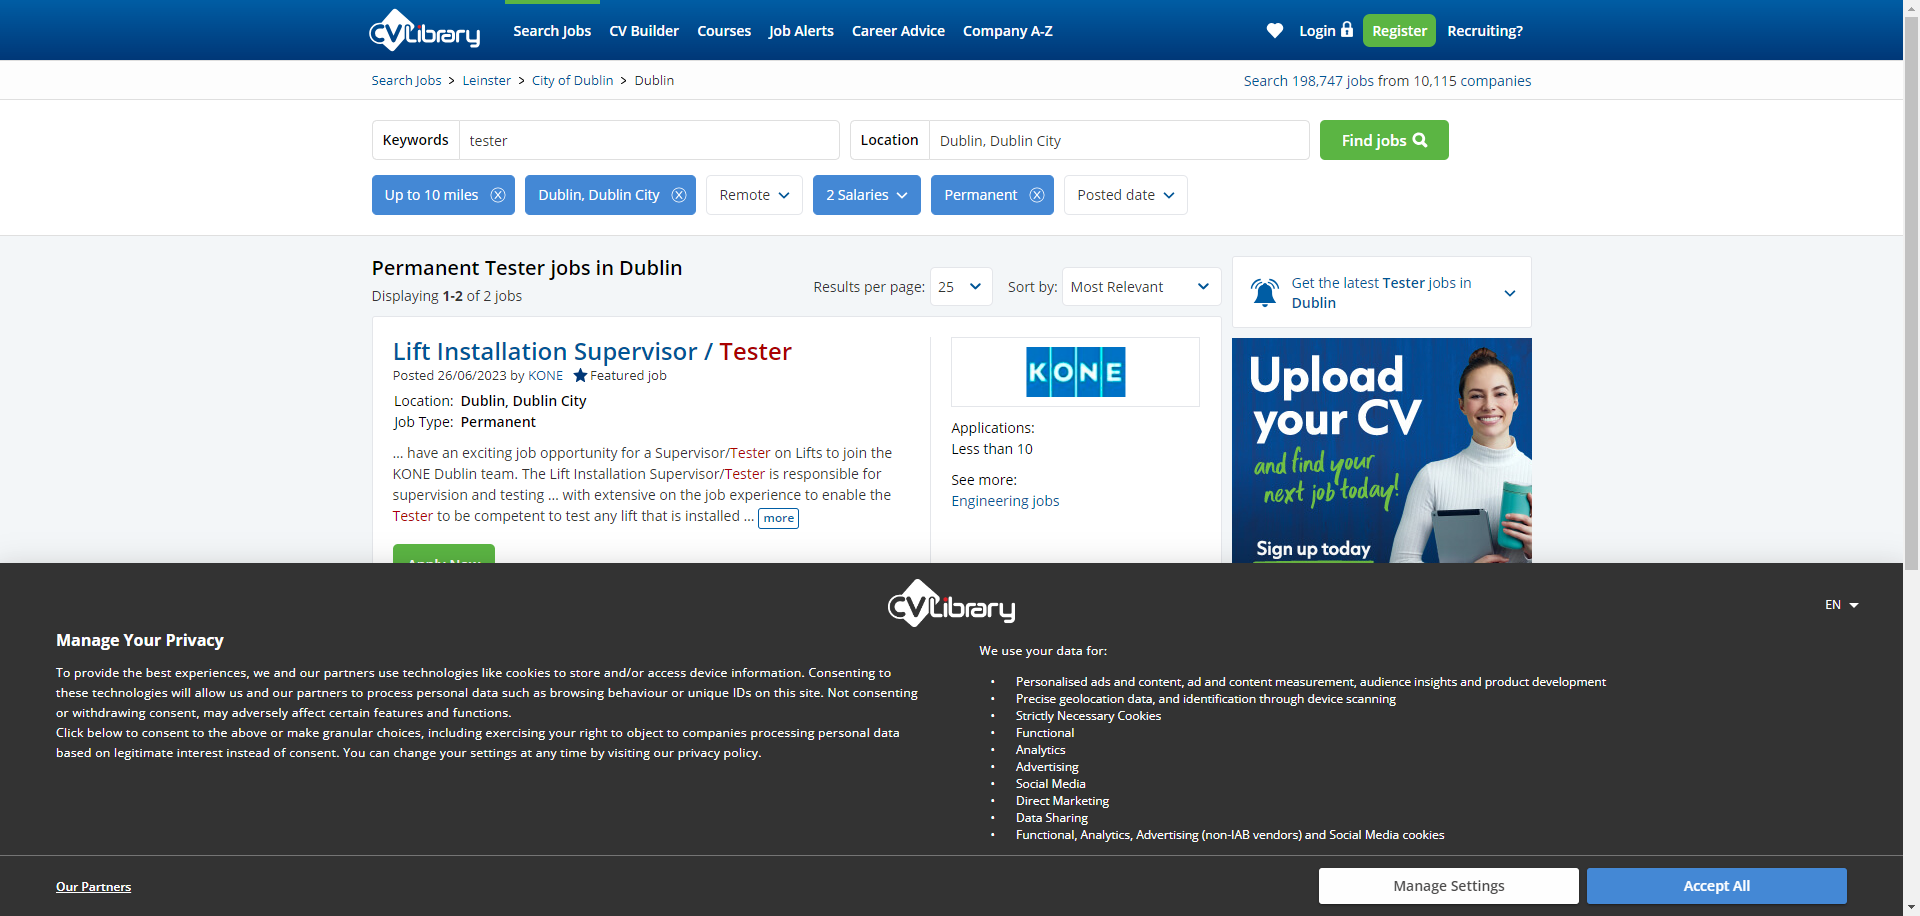 CVLibrary
Search Jobs CV Builder Courses Job Alerts Career Advice Company A-Z Login Register Recruiting?
Search Jobs > Leinster > City of Dublin > Dublin
Search 198,747 jobs from 10,115 companies
Keywords tester Location Dublin, Dublin City Find jobs
Up to 10 miles Dublin, Dublin City Remote 2 Salaries Permanent Posted date
Permanent Tester jobs in Dublin
Displaying 1-2 of 2 jobs
Results per page: 25 Sort by: Most Relevant
Get the latest Tester jobs in
Dublin
Lift Installation Supervisor / Tester
Posted 26/06/2023 by KONE Featured job
Location: Dublin, Dublin City
Job Type: Permanent
... have an exciting job opportunity for a Supervisor/Tester on Lifts to join the
KONE Dublin team. The Lift Installation Supervisor/Tester is responsible for
supervision and testing ... with extensive on the job experience to enable the
Tester to be competent to test any lift that is installed ... more
Apply Now
KONE
Applications:
Less than 10
See more:
Engineering jobs
Upload
your CV
and find your
next job today!
Sign up today
CVLibrary
EN
Manage Your Privacy
To provide the best experiences, we and our partners use technologies like cookies to store and/or access device information. Consenting to
these technologies will allow us and our partners to process personal data such as browsing behaviour or unique IDs on this site. Not consenting
or withdrawing consent, may adversely affect certain features and functions.
Click below to consent to the above or make granular choices, including exercising your right to object to companies processing personal data
based on legitimate interest instead of consent. You can change your settings at any time by visiting our privacy policy.
We use your data for:
• Personalised ads and content, ad and content measurement, audience insights and product development
• Precise geolocation data, and identification through device scanning
• Strictly Necessary Cookies
• Functional
• Analytics
• Advertising
• Social Media
• Direct Marketing
• Data Sharing
• Functional, Analytics, Advertising (non-IAB vendors) and Social Media cookies
Our Partners
Manage Settings
Accept All